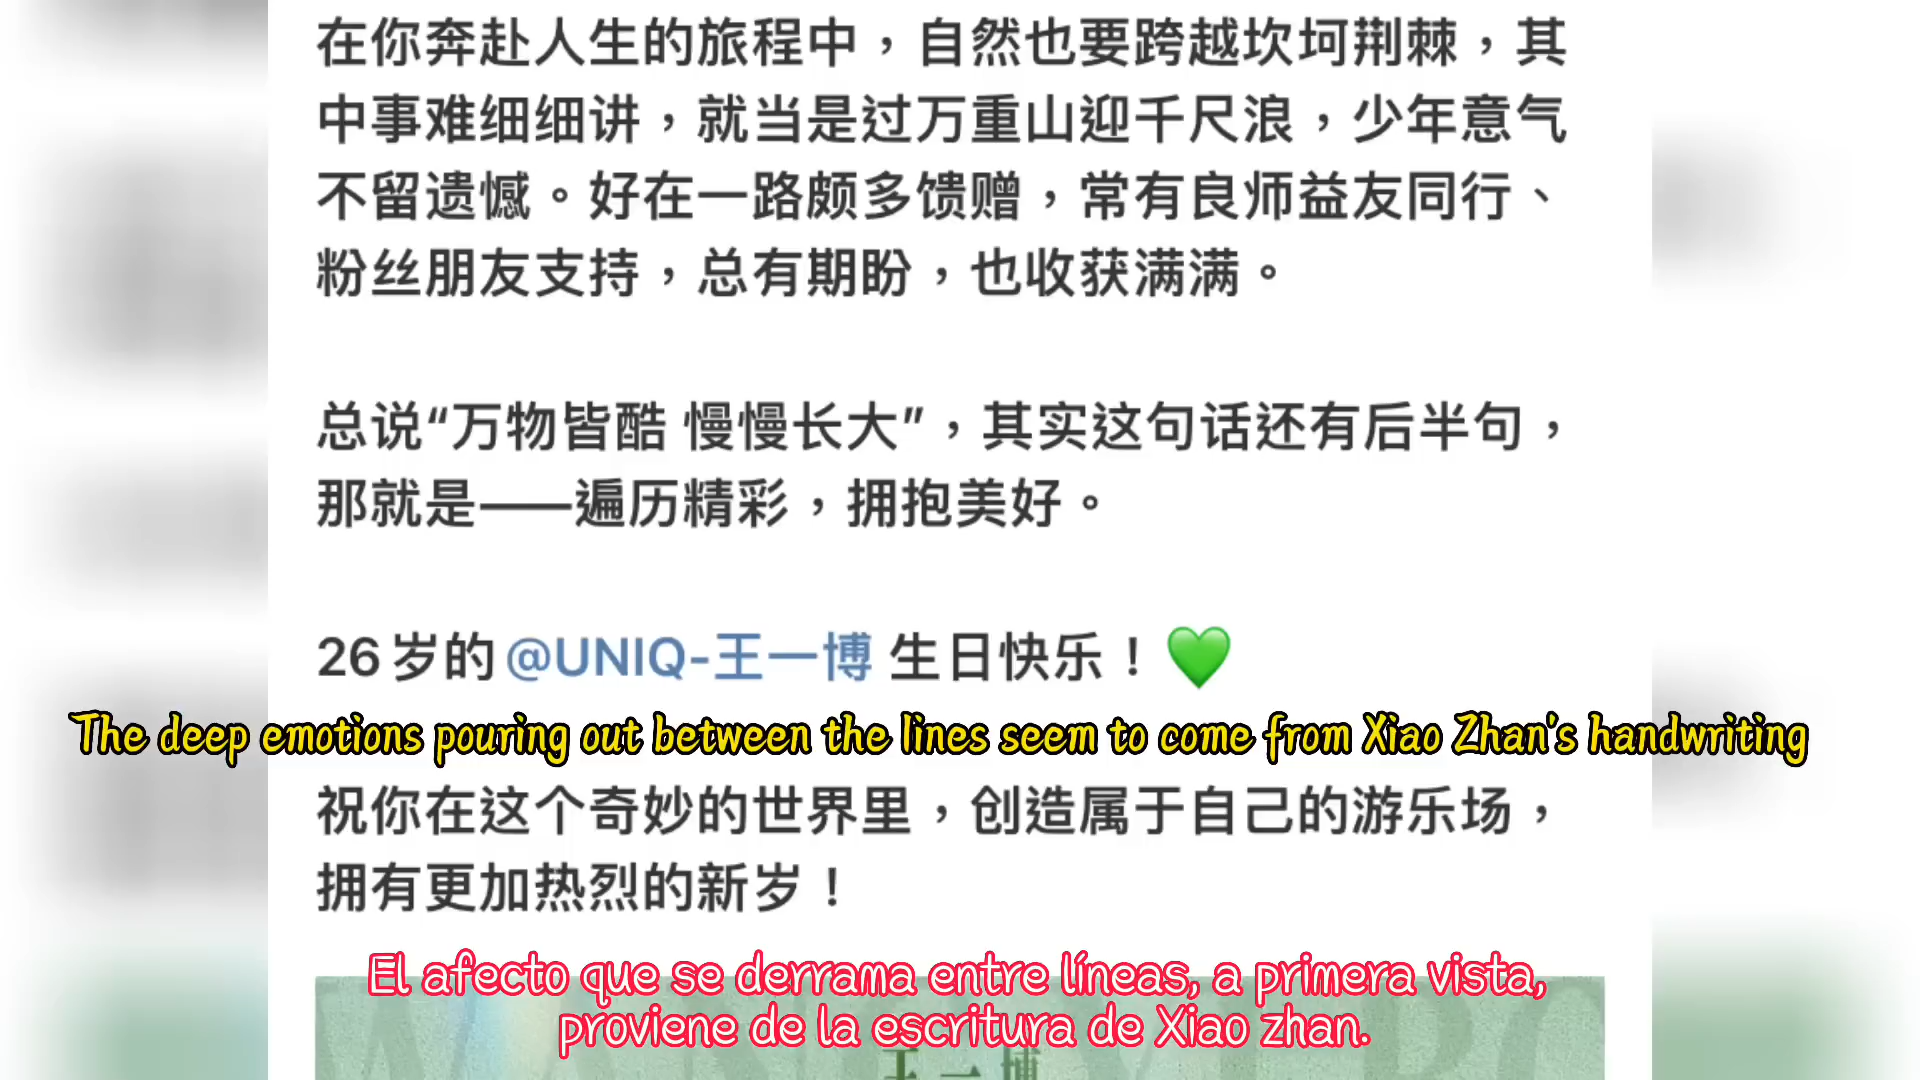 在你奔赴人生的旅程中，自然也要跨越坎坷荆棘，其
中事难细细讲，就当是过万重山迎千尺浪，少年意气
不留遗憾。好在一路颇多馈赠，常有良师益友同行、
粉丝朋友支持，总有期盼，也收获满满。
总说“万物皆酷 慢慢长大”，其实这句话还有后半句，
那就是——遍历精彩，拥抱美好。
26岁的@UNIQ-王一博 生日快乐！💚
The deep emotions pouring out between the lines seem to come from Xiao Zhan's handwriting
祝你在这个奇妙的世界里，创造属于自己的游乐场，
拥有更加热烈的新岁！
El afecto que se derrama entre líneas, a primera vista,
proviene de la escritura de Xiao zhan.
王一博